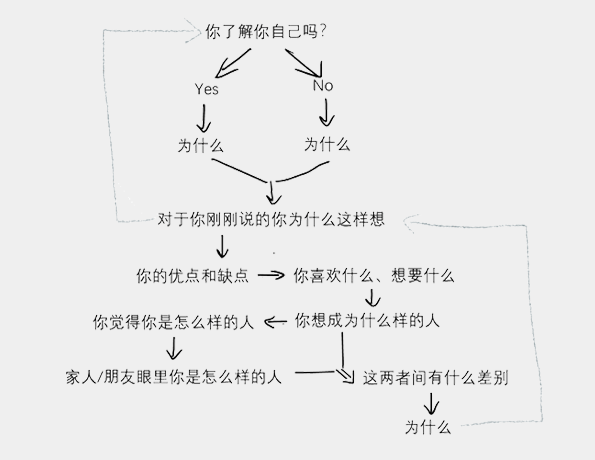 你了解你自己吗?
Yes
No
为什么
为什么
对于你刚刚说的你为什么这样想
你的优点和缺点
你喜欢什么、想要什么
你觉得你是怎么样的人
你想成为什么样的人
家人/朋友眼里你是怎么样的人
这两者间有什么差别
为什么